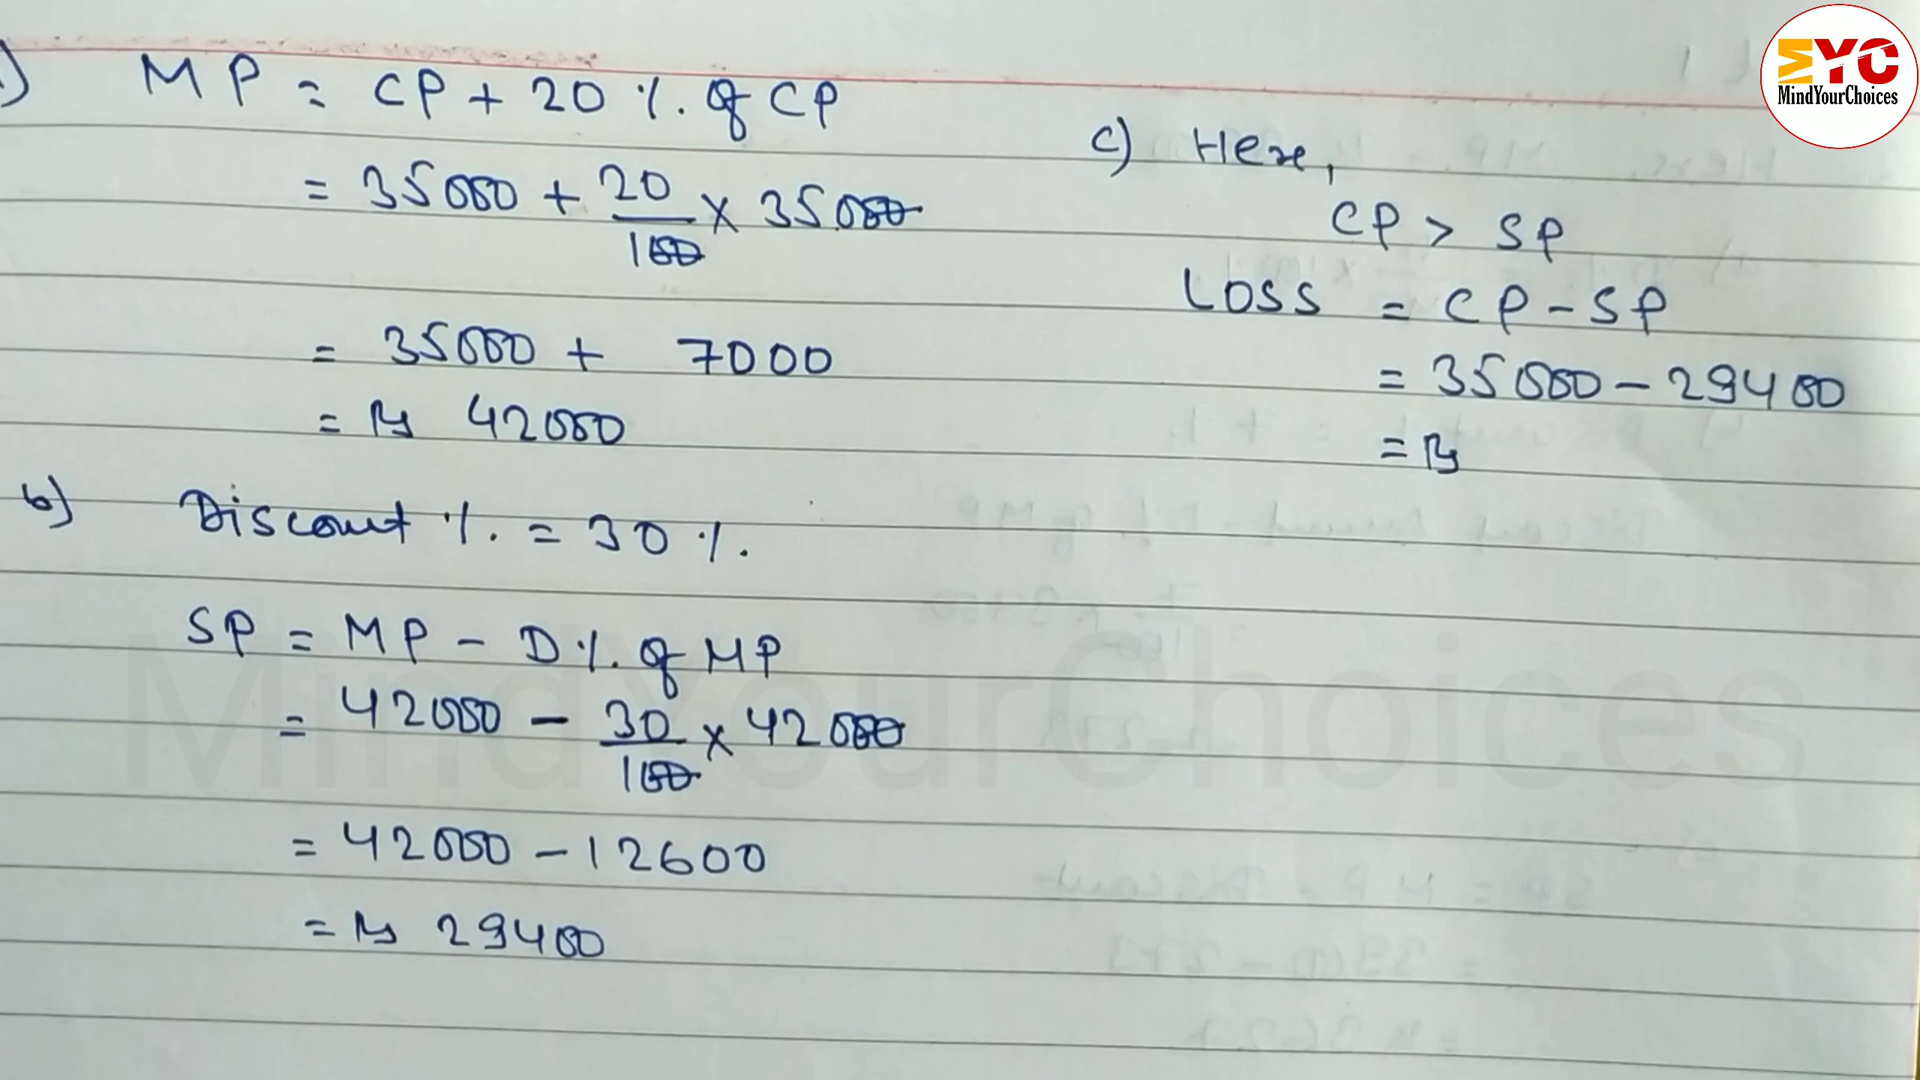 ) MP = CP + 20 %. of CP
= 35000 + 20/100 × 35000
= 35000 + 7000
= Rs 42000
b) Discount %. = 30 %.
SP = MP - D%. of MP
= 42000 - 30/100 × 42000
= 42000 - 12600
= Rs 29400
c) Here,
CP > SP
Loss = CP - SP
= 35000 - 29400
= Rs
MYC
MindYourChoices
MindYourChoices